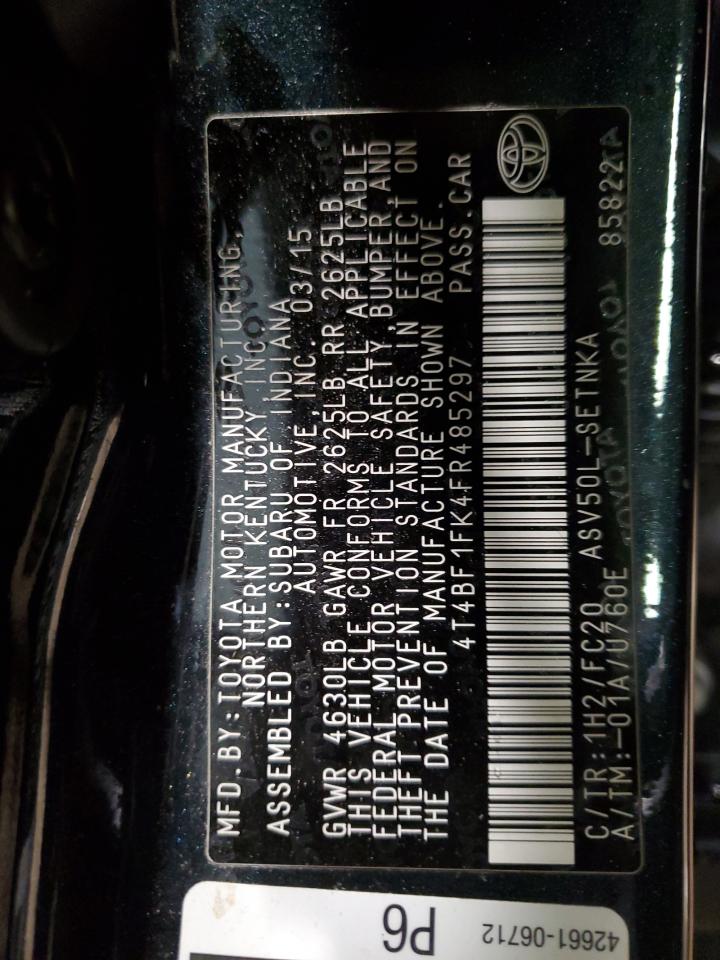 MFD.BY:TOYOTA MOTOR MANUFACTURING,
NORTHERN KENTUCKY,INC.
ASSEMBLED BY:SUBARU OF INDIANA
AUTOMOTIVE,INC. 03/15
GVWR 4630LB GAWR FR 2625LB RR 2625LB
THIS VEHICLE CONFORMS TO ALL APPLICABLE
FEDERAL MOTOR VEHICLE SAFETY,BUMPER,AND
THEFT PREVENTION STANDARDS IN EFFECT ON
THE DATE OF MANUFACTURE SHOWN ABOVE.
4T4BF1FK4FR485297 PASS.CAR
C/TR:1H2/FC20 ASV50L-SETNKA
A/TM:-01A/U760E 85822
TOYOTA
P6
42661-06712